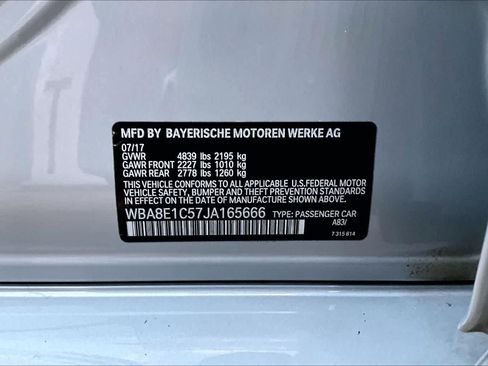 MFD BY BAYERISCHE MOTOREN WERKE AG
07/17
GVWR 4839 lbs 2195 kg
GAWR FRONT 2227 lbs 1010 kg
GAWR REAR 2778 lbs 1260 kg
THIS VEHICLE CONFORMS TO ALL APPLICABLE U.S.FEDERAL MOTOR
VEHICLE SAFETY, BUMPER AND THEFT PREVENTION STANDARDS
IN EFFECT ON THE DATE OF MANUFACTURE SHOWN ABOVE.
WBA8E1C57JA165666 TYPE: PASSENGER CAR
A83/
7 315 814